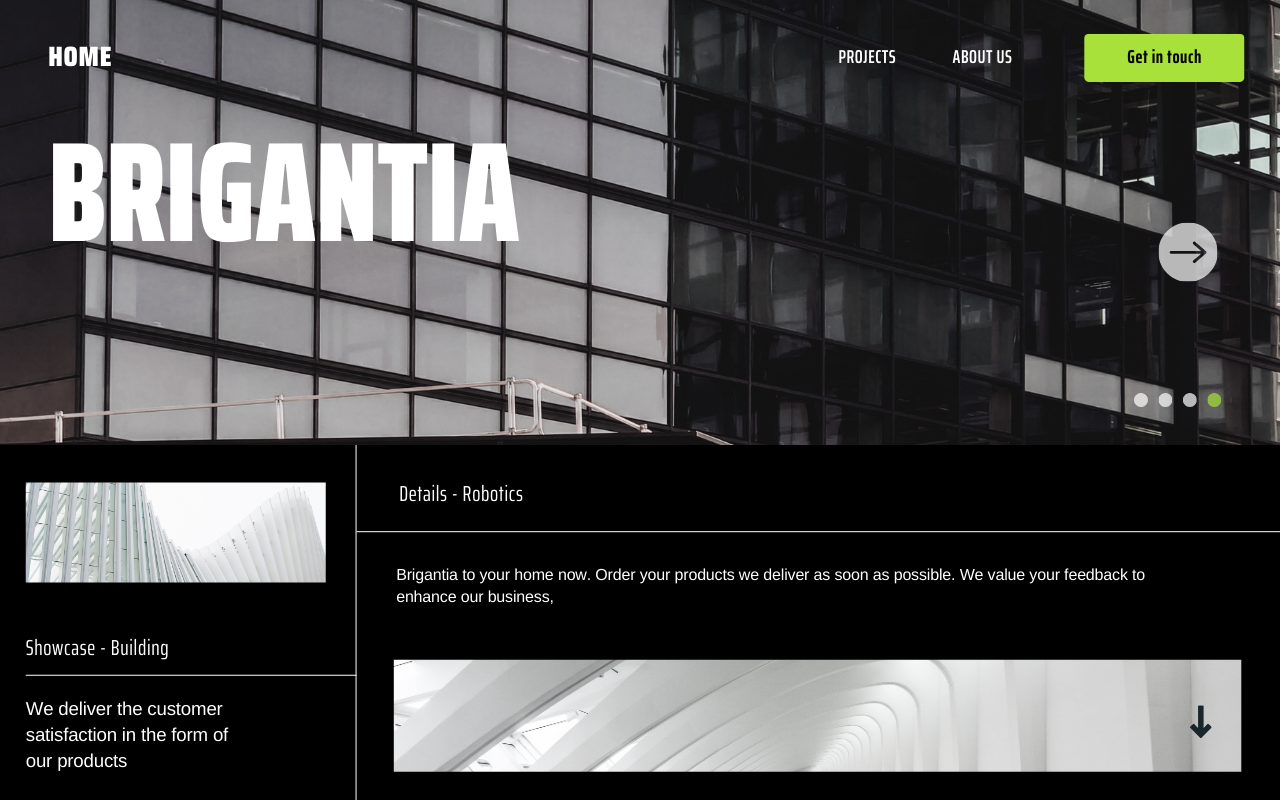 HOME
PROJECTS
ABOUT US
Get in touch
BRIGANTIA
Details - Robotics
Brigantia to your home now. Order your products we deliver as soon as possible. We value your feedback to
enhance our business,
Showcase - Building
We deliver the customer
satisfaction in the form of
our products